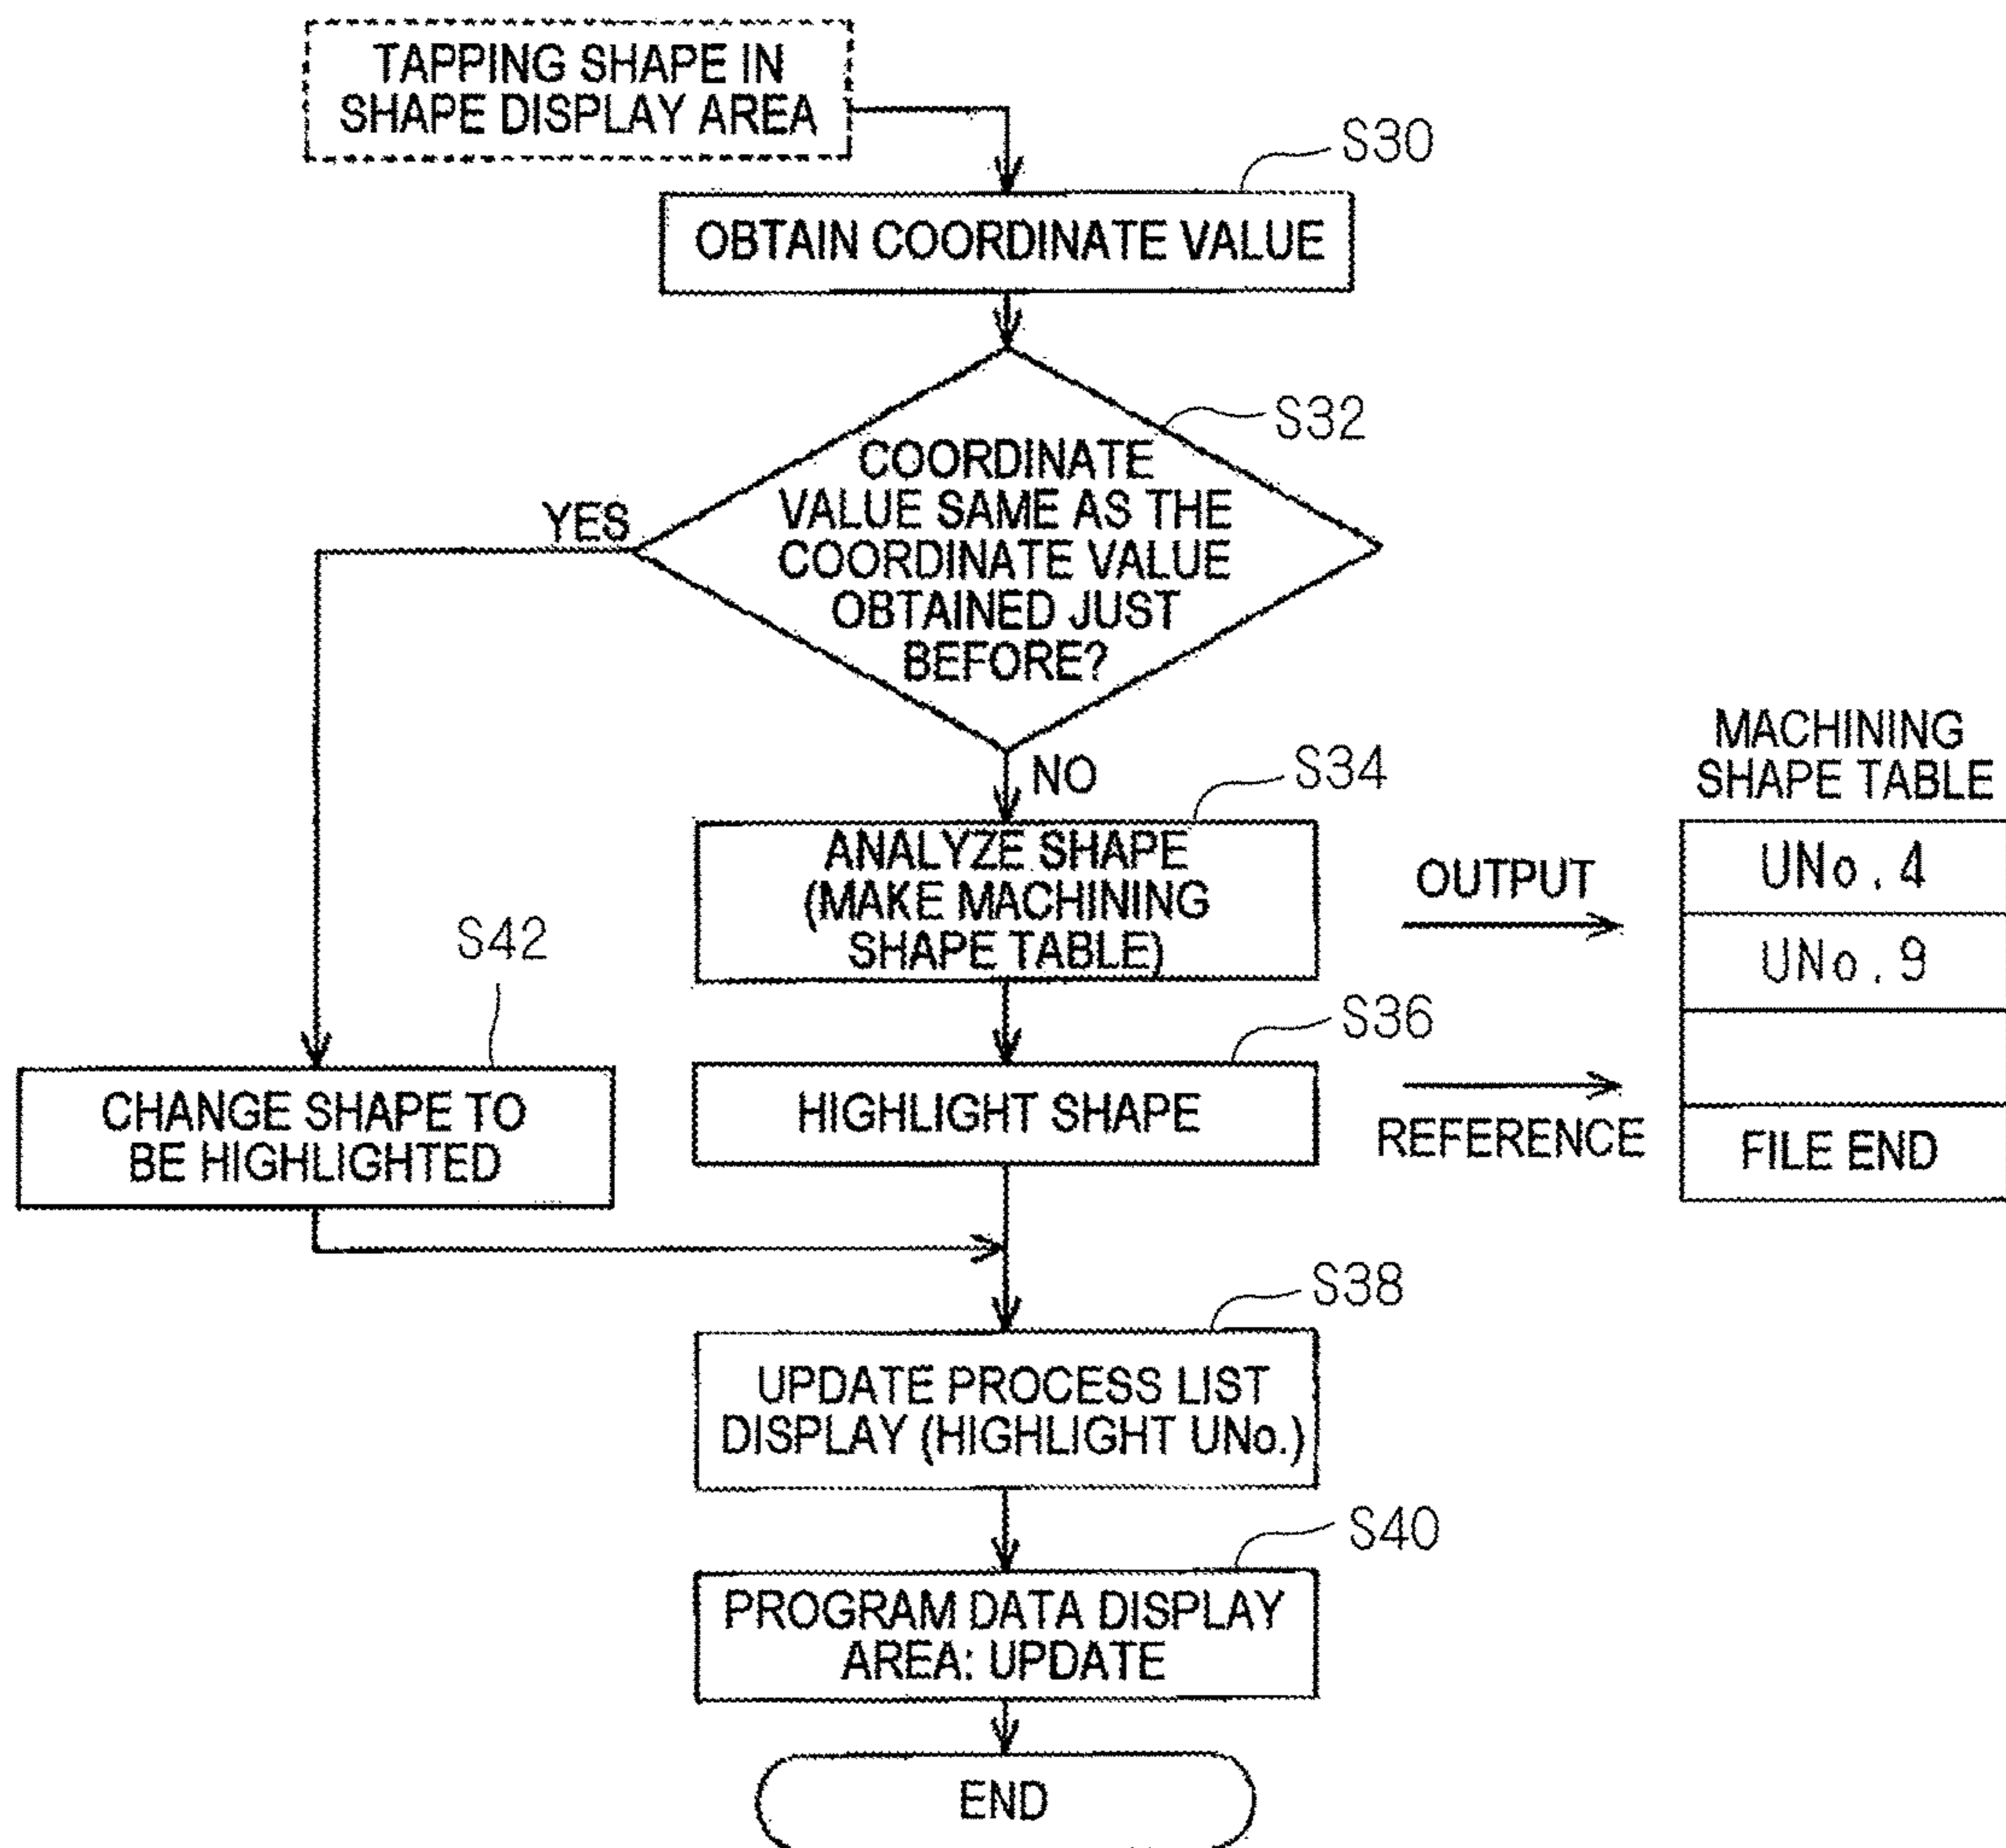 TAPPING SHAPE IN
SHAPE DISPLAY AREA
S30
OBTAIN COORDINATE VALUE
S32
COORDINATE
VALUE SAME AS THE
COORDINATE VALUE
OBTAINED JUST
BEFORE?
YES
NO
S34
ANALYZE SHAPE
(MAKE MACHINING
SHAPE TABLE)
OUTPUT
MACHINING
SHAPE TABLE
UNo. 4
UNo. 9
FILE END
S36
HIGHLIGHT SHAPE
REFERENCE
S42
CHANGE SHAPE TO
BE HIGHLIGHTED
S38
UPDATE PROCESS LIST
DISPLAY (HIGHLIGHT UNo.)
S40
PROGRAM DATA DISPLAY
AREA: UPDATE
END